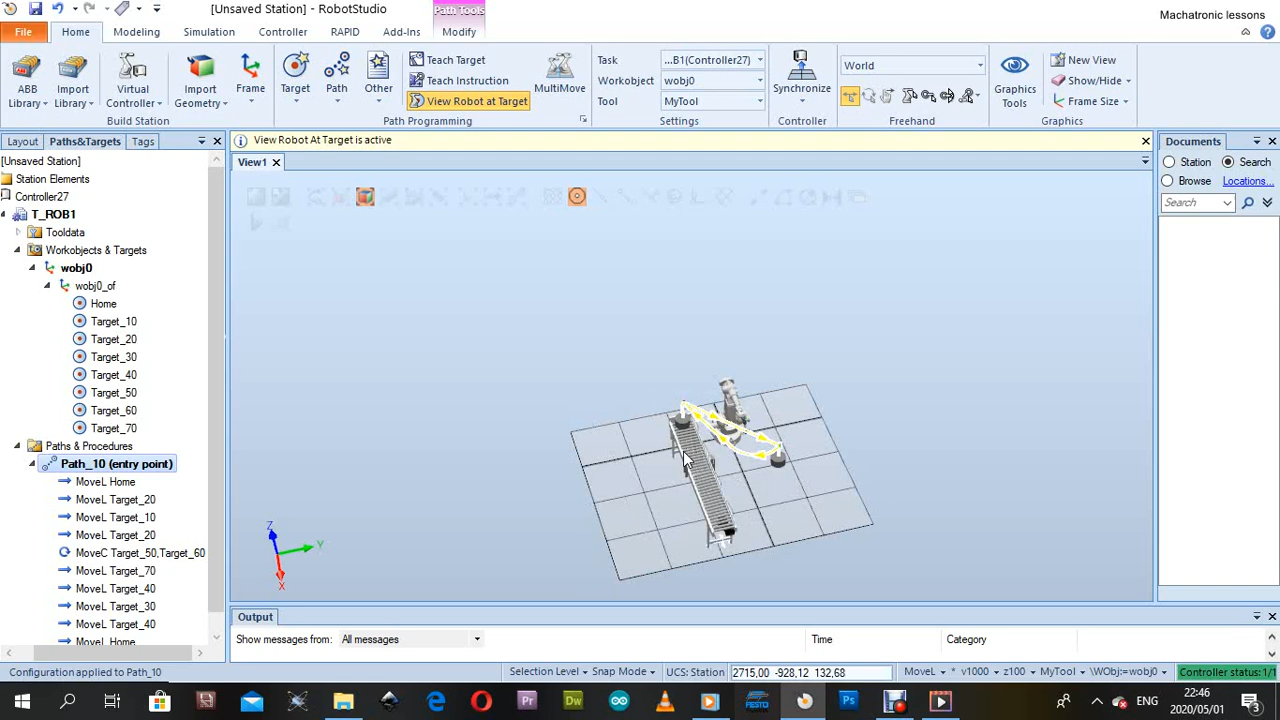 [Unsaved Station] - RobotStudio
Path Tools
Machatronic lessons
File
Home
Modeling
Simulation
Controller
RAPID
Add-Ins
Modify
ABB Library
Import Library
Virtual Controller
Import Geometry
Frame
Build Station
Target
Path
Other
Teach Target
Teach Instruction
View Robot at Target
MultiMove
Path Programming
Task
...B1(Controller27)
Workobject
wobj0
Tool
MyTool
Settings
Synchronize
Controller
World
Freehand
Graphics Tools
New View
Show/Hide
Frame Size
Graphics
Layout
Paths&Targets
Tags
View Robot At Target is active
View1
Documents
Station
Search
Browse
Locations...
Search
[Unsaved Station]
Station Elements
Controller27
T_ROB1
Tooldata
Workobjects & Targets
wobj0
wobj0_of
Home
Target_10
Target_20
Target_30
Target_40
Target_50
Target_60
Target_70
Paths & Procedures
Path_10 (entry point)
MoveL Home
MoveL Target_20
MoveL Target_10
MoveL Target_20
MoveC Target_50,Target_60
MoveL Target_70
MoveL Target_40
MoveL Target_30
MoveL Target_40
MoveL Home
Z
Y
X
Output
Show messages from:
All messages
Time
Category
Configuration applied to Path_10
Selection Level
Snap Mode
UCS: Station
2715,00 -928,12 132,68
MoveL * v1000 z100 MyTool \WObj:=wobj0
Controller status: 1/1
Pr
Dw
FESTO
Ps
ENG
22:46
2020/05/01
3